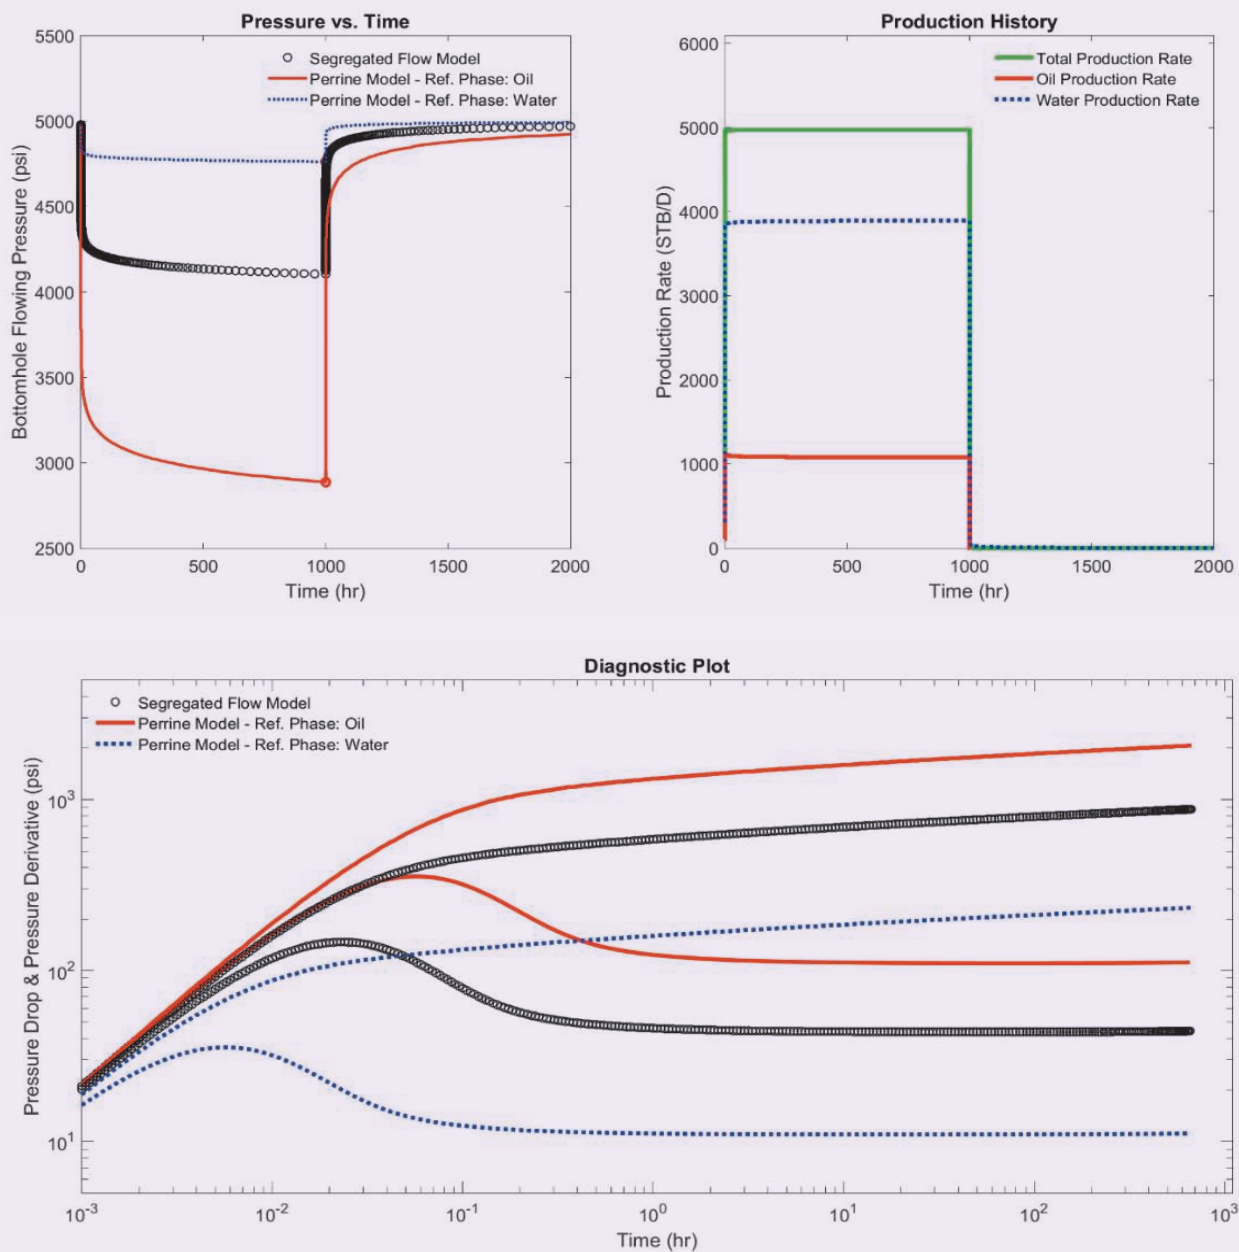 Pressure vs. Time
5500
5000
4500
4000
3500
3000
2500
Bottomhole Flowing Pressure (psi)
Segregated Flow Model
Perrine Model - Ref. Phase: Oil
Perrine Model - Ref. Phase: Water
0 500 1000 1500 2000
Time (hr)
Production History
6000
5000
4000
3000
2000
1000
0
Production Rate (STB/D)
Total Production Rate
Oil Production Rate
Water Production Rate
0 500 1000 1500 2000
Time (hr)
Diagnostic Plot
Segregated Flow Model
Perrine Model - Ref. Phase: Oil
Perrine Model - Ref. Phase: Water
10³
10²
10¹
Pressure Drop & Pressure Derivative (psi)
10⁻³ 10⁻² 10⁻¹ 10⁰ 10¹ 10² 10³
Time (hr)